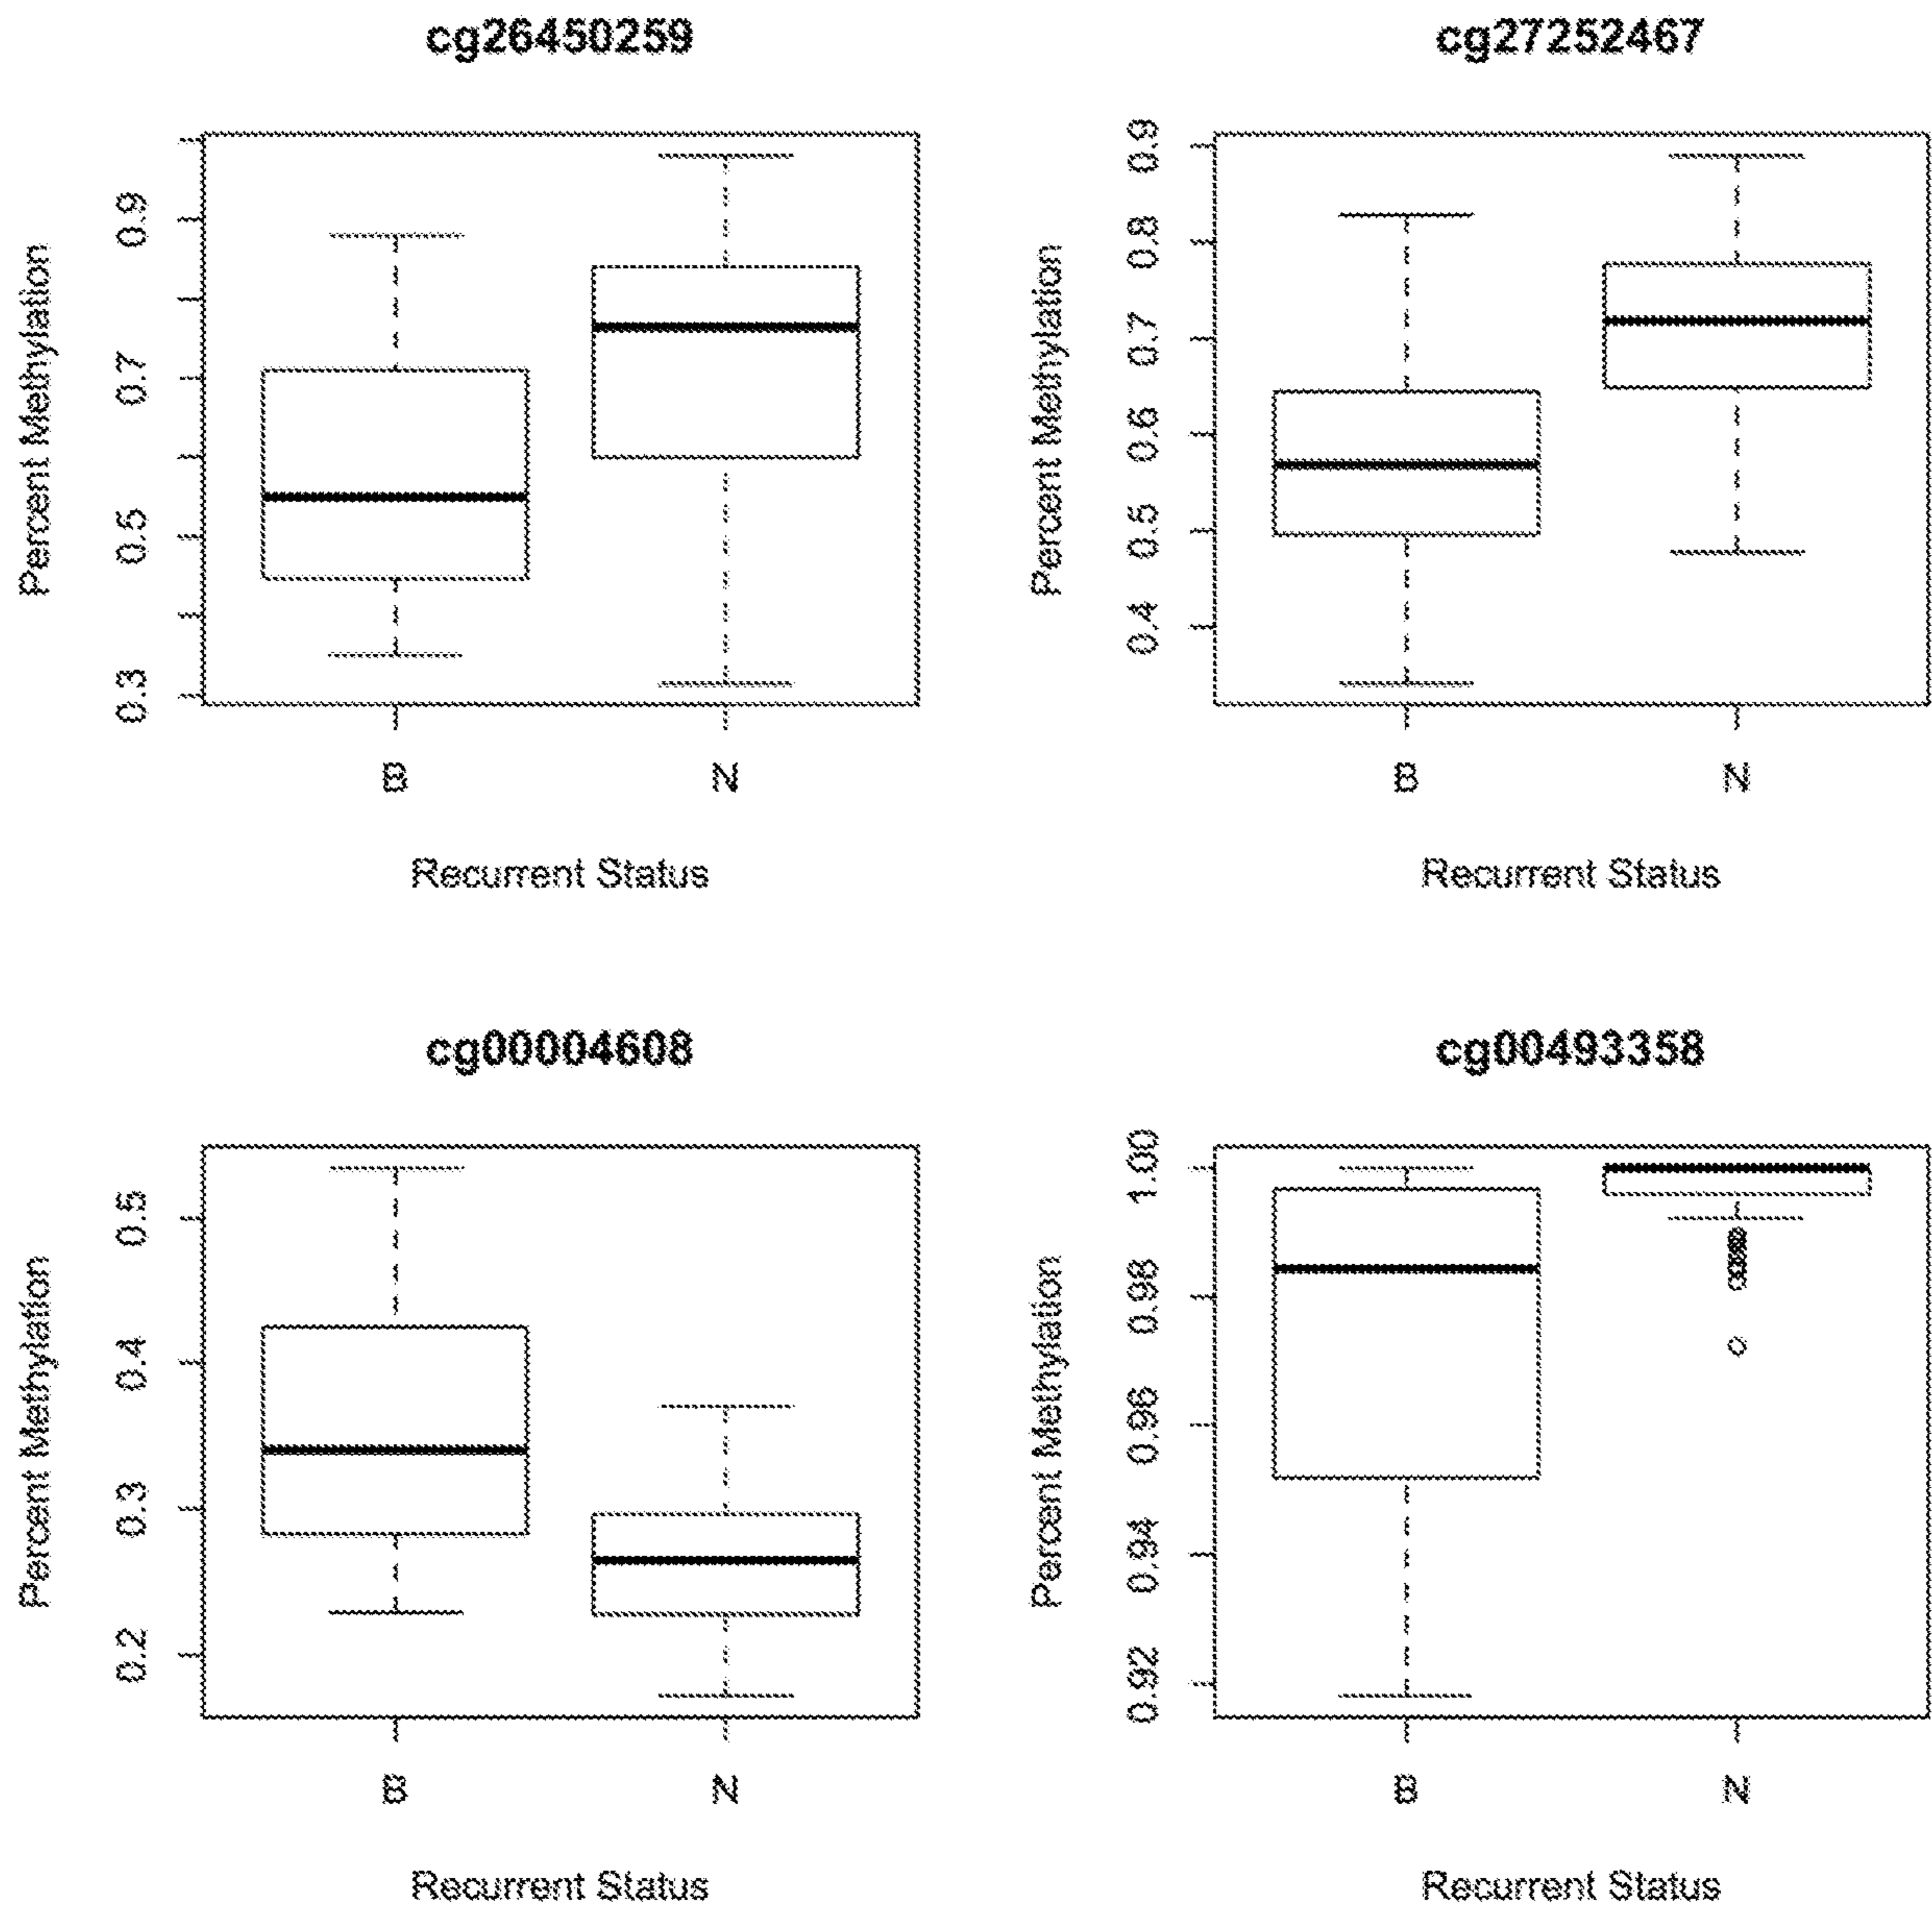 cg26450259
Percent Methylation
0.9
0.7
0.5
0.3
B N
Recurrent Status
cg27252467
Percent Methylation
0.9
0.8
0.7
0.6
0.5
0.4
B N
Recurrent Status
cg00004608
Percent Methylation
0.5
0.4
0.3
0.2
B N
Recurrent Status
cg00493358
Percent Methylation
1.00
0.98
0.96
0.94
0.92
B N
Recurrent Status